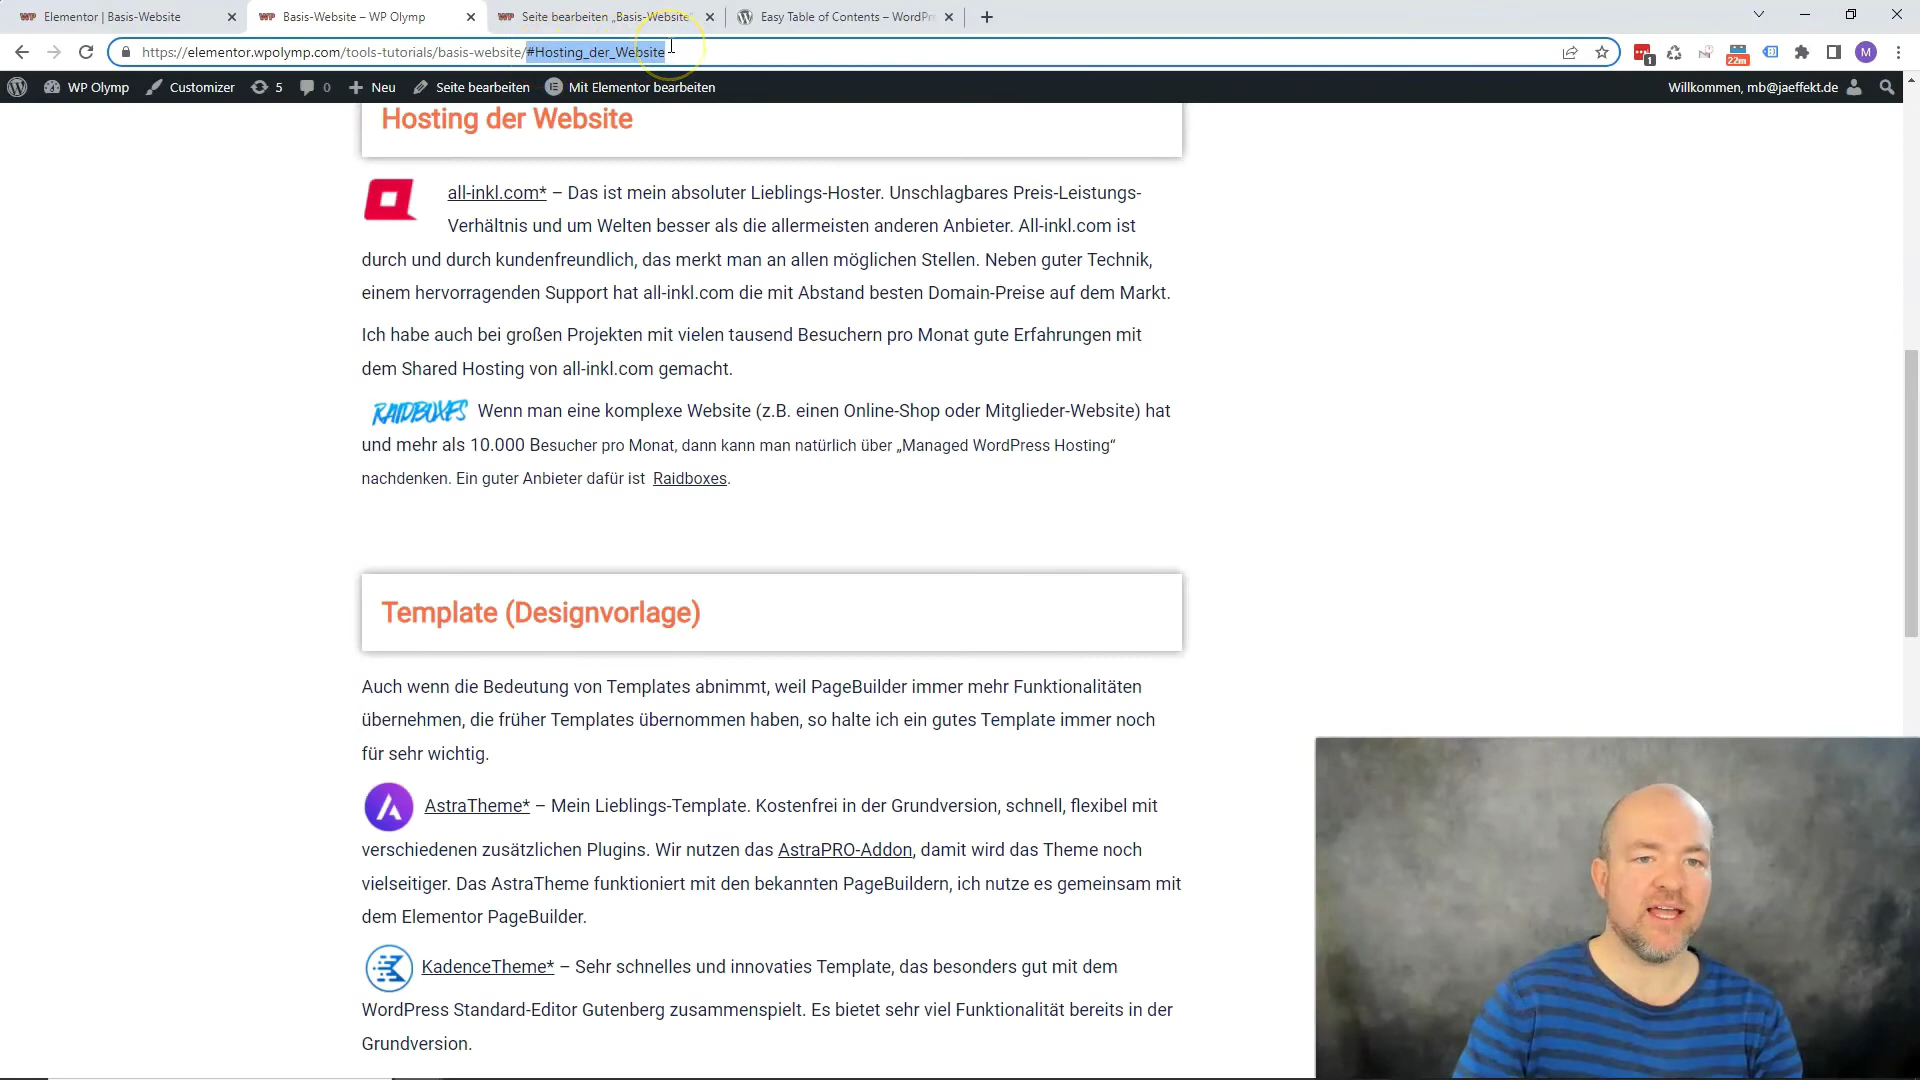 Elementor | Basis-Website
Basis-Website – WP Olymp
Seite bearbeiten „Basis-Website"
Easy Table of Contents – WordPr
https://elementor.wpolymp.com/tools-tutorials/basis-website/#Hosting_der_Website
1
22m
M
WP Olymp
Customizer
5
0
Neu
Seite bearbeiten
Mit Elementor bearbeiten
Willkommen, mb@jaeffekt.de
Hosting der Website
all-inkl.com* – Das ist mein absoluter Lieblings-Hoster. Unschlagbares Preis-Leistungs-
Verhältnis und um Welten besser als die allermeisten anderen Anbieter. All-inkl.com ist
durch und durch kundenfreundlich, das merkt man an allen möglichen Stellen. Neben guter Technik,
einem hervorragenden Support hat all-inkl.com die mit Abstand besten Domain-Preise auf dem Markt.
Ich habe auch bei großen Projekten mit vielen tausend Besuchern pro Monat gute Erfahrungen mit
dem Shared Hosting von all-inkl.com gemacht.
RAIDBOXES Wenn man eine komplexe Website (z.B. einen Online-Shop oder Mitglieder-Website) hat
und mehr als 10.000 Besucher pro Monat, dann kann man natürlich über „Managed WordPress Hosting“
nachdenken. Ein guter Anbieter dafür ist Raidboxes.
Template (Designvorlage)
Auch wenn die Bedeutung von Templates abnimmt, weil PageBuilder immer mehr Funktionalitäten
übernehmen, die früher Templates übernommen haben, so halte ich ein gutes Template immer noch
für sehr wichtig.
AstraTheme* – Mein Lieblings-Template. Kostenfrei in der Grundversion, schnell, flexibel mit
verschiedenen zusätzlichen Plugins. Wir nutzen das AstraPRO-Addon, damit wird das Theme noch
vielseitiger. Das AstraTheme funktioniert mit den bekannten PageBuildern, ich nutze es gemeinsam mit
dem Elementor PageBuilder.
KadenceTheme* – Sehr schnelles und innovaties Template, das besonders gut mit dem
WordPress Standard-Editor Gutenberg zusammenspielt. Es bietet sehr viel Funktionalität bereits in der
Grundversion.